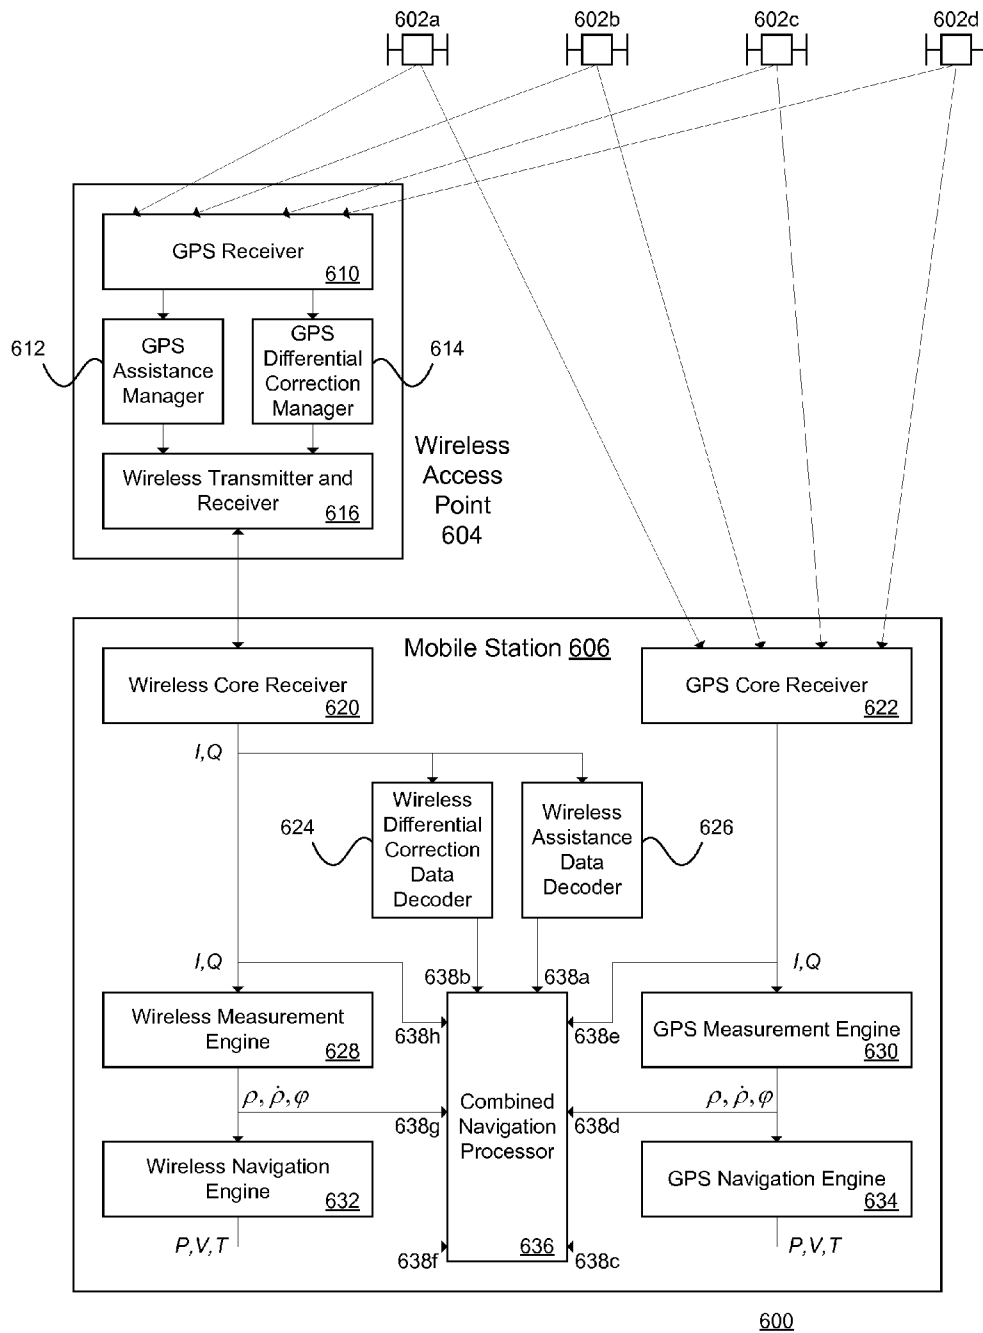 602a
602b
602c
602d
GPS Receiver
610
612
GPS
Assistance
Manager
GPS
Differential
Correction
Manager
614
Wireless
Access
Point
604
Wireless Transmitter and
Receiver
616
Mobile Station 606
Wireless Core Receiver
620
GPS Core Receiver
622
I,Q
624
Wireless
Differential
Correction
Data
Decoder
Wireless
Assistance
Data
Decoder
626
I,Q
638b
638a
I,Q
Wireless Measurement
Engine
628
638h
638e
GPS Measurement Engine
630
ρ, ρ̇, φ
638g
Combined
Navigation
Processor
636
638d
ρ, ρ̇, φ
Wireless Navigation
Engine
632
GPS Navigation Engine
634
P,V,T
638f
638c
P,V,T
600